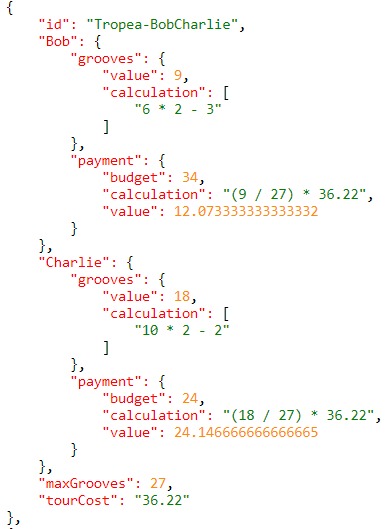 {
"id": "Tropea-BobCharlie",
"Bob": {
"grooves": {
"value": 9,
"calculation": [
"6 * 2 - 3"
]
},
"payment": {
"budget": 34,
"calculation": "(9 / 27) * 36.22",
"value": 12.073333333333332
}
},
"Charlie": {
"grooves": {
"value": 18,
"calculation": [
"10 * 2 - 2"
]
},
"payment": {
"budget": 24,
"calculation": "(18 / 27) * 36.22",
"value": 24.146666666666665
}
},
"maxGrooves": 27,
"tourCost": "36.22"
},